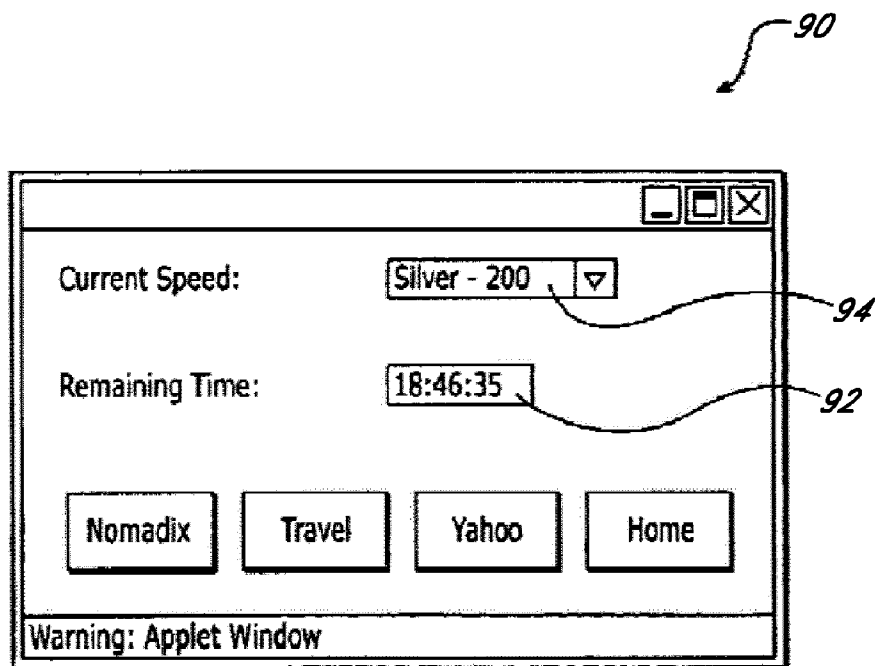 90
Current Speed: Silver - 200
94
Remaining Time: 18:46:35
92
Nomadix Travel Yahoo Home
Warning: Applet Window